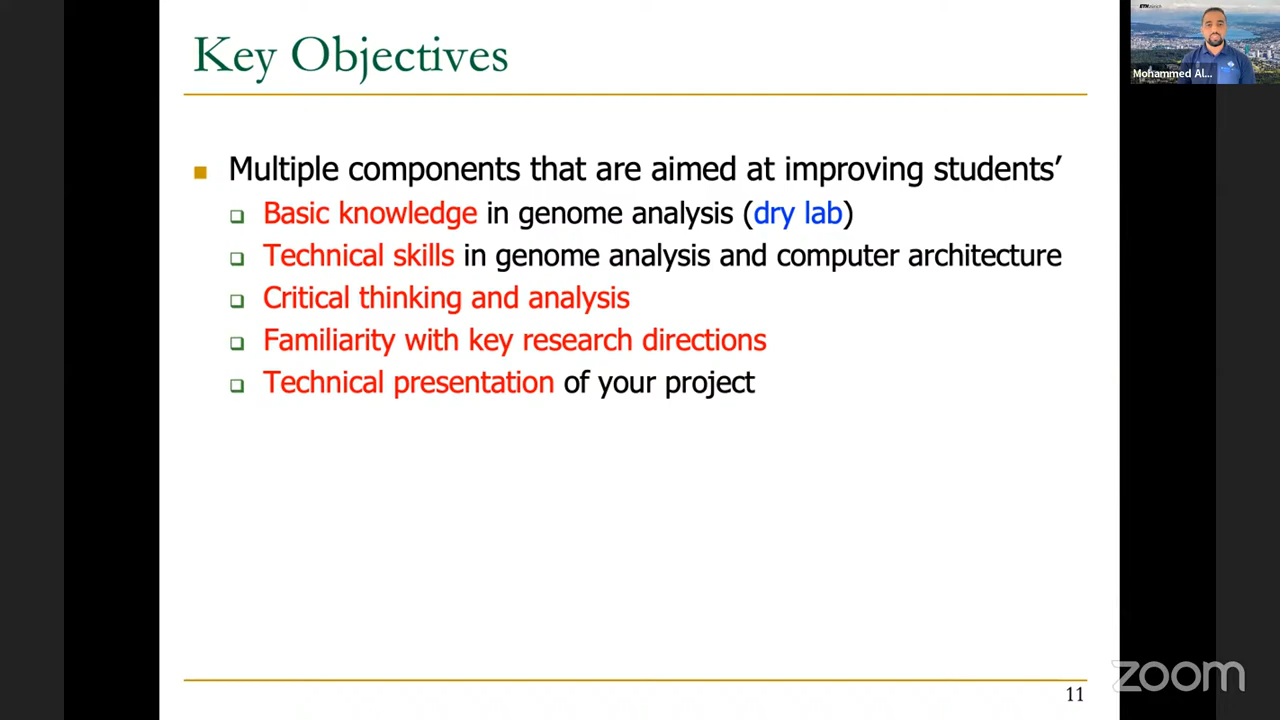 Key Objectives
Multiple components that are aimed at improving students’
Basic knowledge in genome analysis (dry lab)
Technical skills in genome analysis and computer architecture
Critical thinking and analysis
Familiarity with key research directions
Technical presentation of your project
11
ETH
Mohammed Al...
zoom